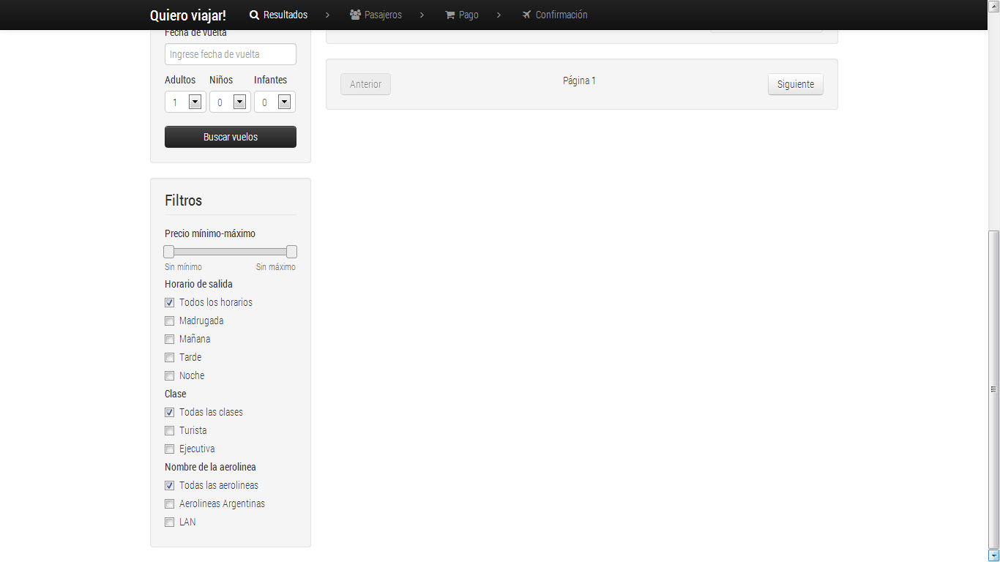 Quiero viajar! Resultados Pasajeros Pago Confirmación
Fecha de vuelta
Ingrese fecha de vuelta
Adultos Niños Infantes
1 0 0
Buscar vuelos
Anterior Página 1 Siguiente
Filtros
Precio mínimo-máximo
Sin mínimo Sin máximo
Horario de salida
Todos los horarios
Madrugada
Mañana
Tarde
Noche
Clase
Todas las clases
Turista
Ejecutiva
Nombre de la aerolinea
Todas las aerolineas
Aerolineas Argentinas
LAN